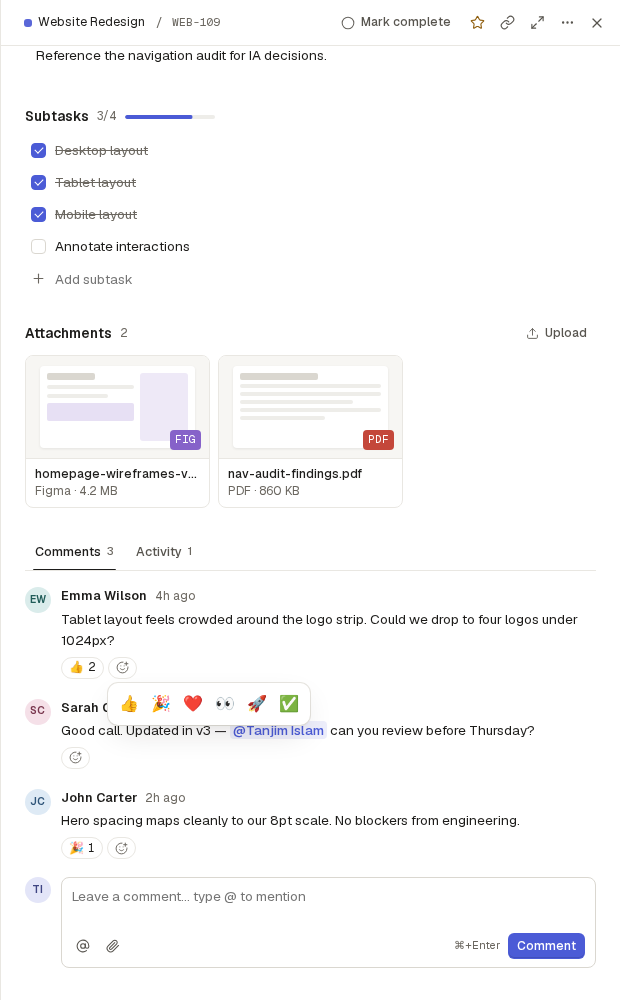 Website Redesign / WEB-109
Mark complete
Reference the navigation audit for IA decisions.
Subtasks 3/4
Desktop layout
Tablet layout
Mobile layout
Annotate interactions
Add subtask
Attachments 2
Upload
FIG
homepage-wireframes-v...
Figma · 4.2 MB
PDF
nav-audit-findings.pdf
PDF · 860 KB
Comments 3
Activity 1
EW
Emma Wilson 4h ago
Tablet layout feels crowded around the logo strip. Could we drop to four logos under
1024px?
👍 2
👍 🎉 ❤️ 👀 🚀 ✅
SC
Sarah
Good call. Updated in v3 — @Tanjim Islam can you review before Thursday?
JC
John Carter 2h ago
Hero spacing maps cleanly to our 8pt scale. No blockers from engineering.
🎉 1
TI
Leave a comment... type @ to mention
⌘+Enter
Comment